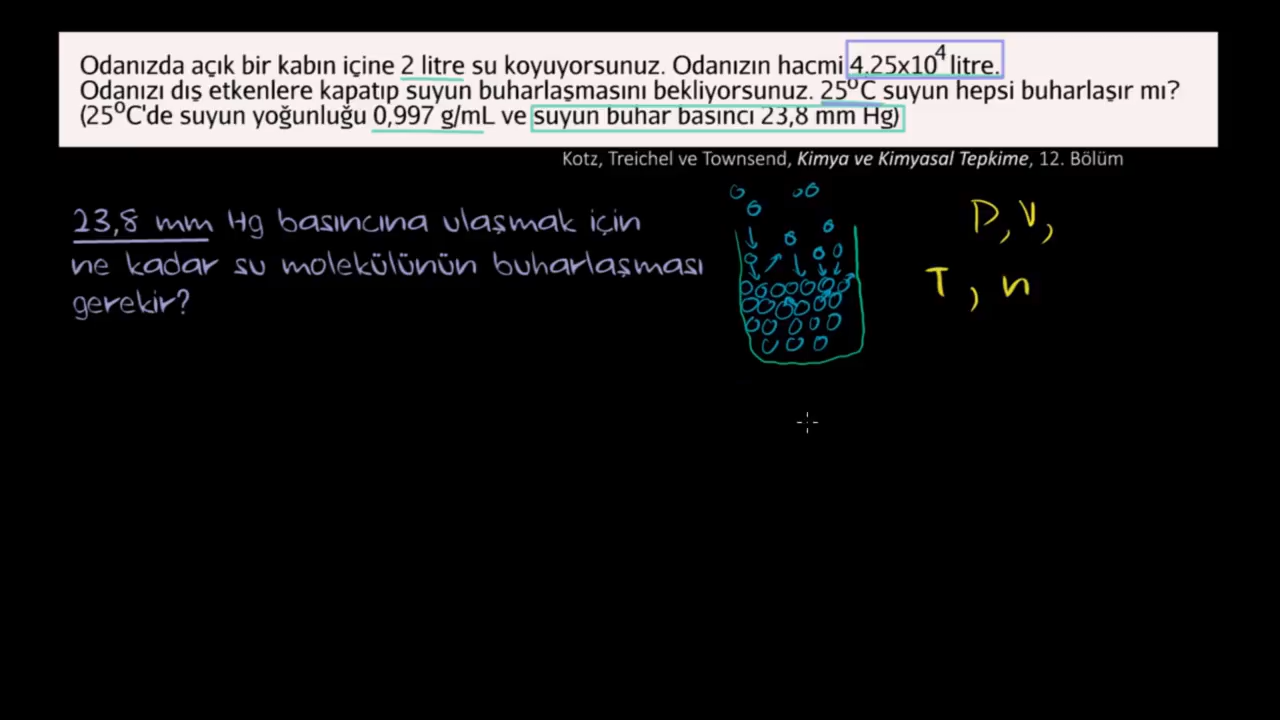 Odanızda açık bir kabın içine 2 litre su koyuyorsunuz. Odanızın hacmi 4.25x10⁴ litre.
Odanızı dış etkenlere kapatıp suyun buharlaşmasını bekliyorsunuz. 25⁰C suyun hepsi buharlaşır mı?
(25⁰C'de suyun yoğunluğu 0,997 g/mL ve suyun buhar basıncı 23,8 mm Hg)
Kotz, Treichel ve Townsend, Kimya ve Kimyasal Tepkime, 12. Bölüm
23,8 mm Hg basıncına ulaşmak için
ne kadar su molekülünün buharlaşması
gerekir?
P, V,
T, n